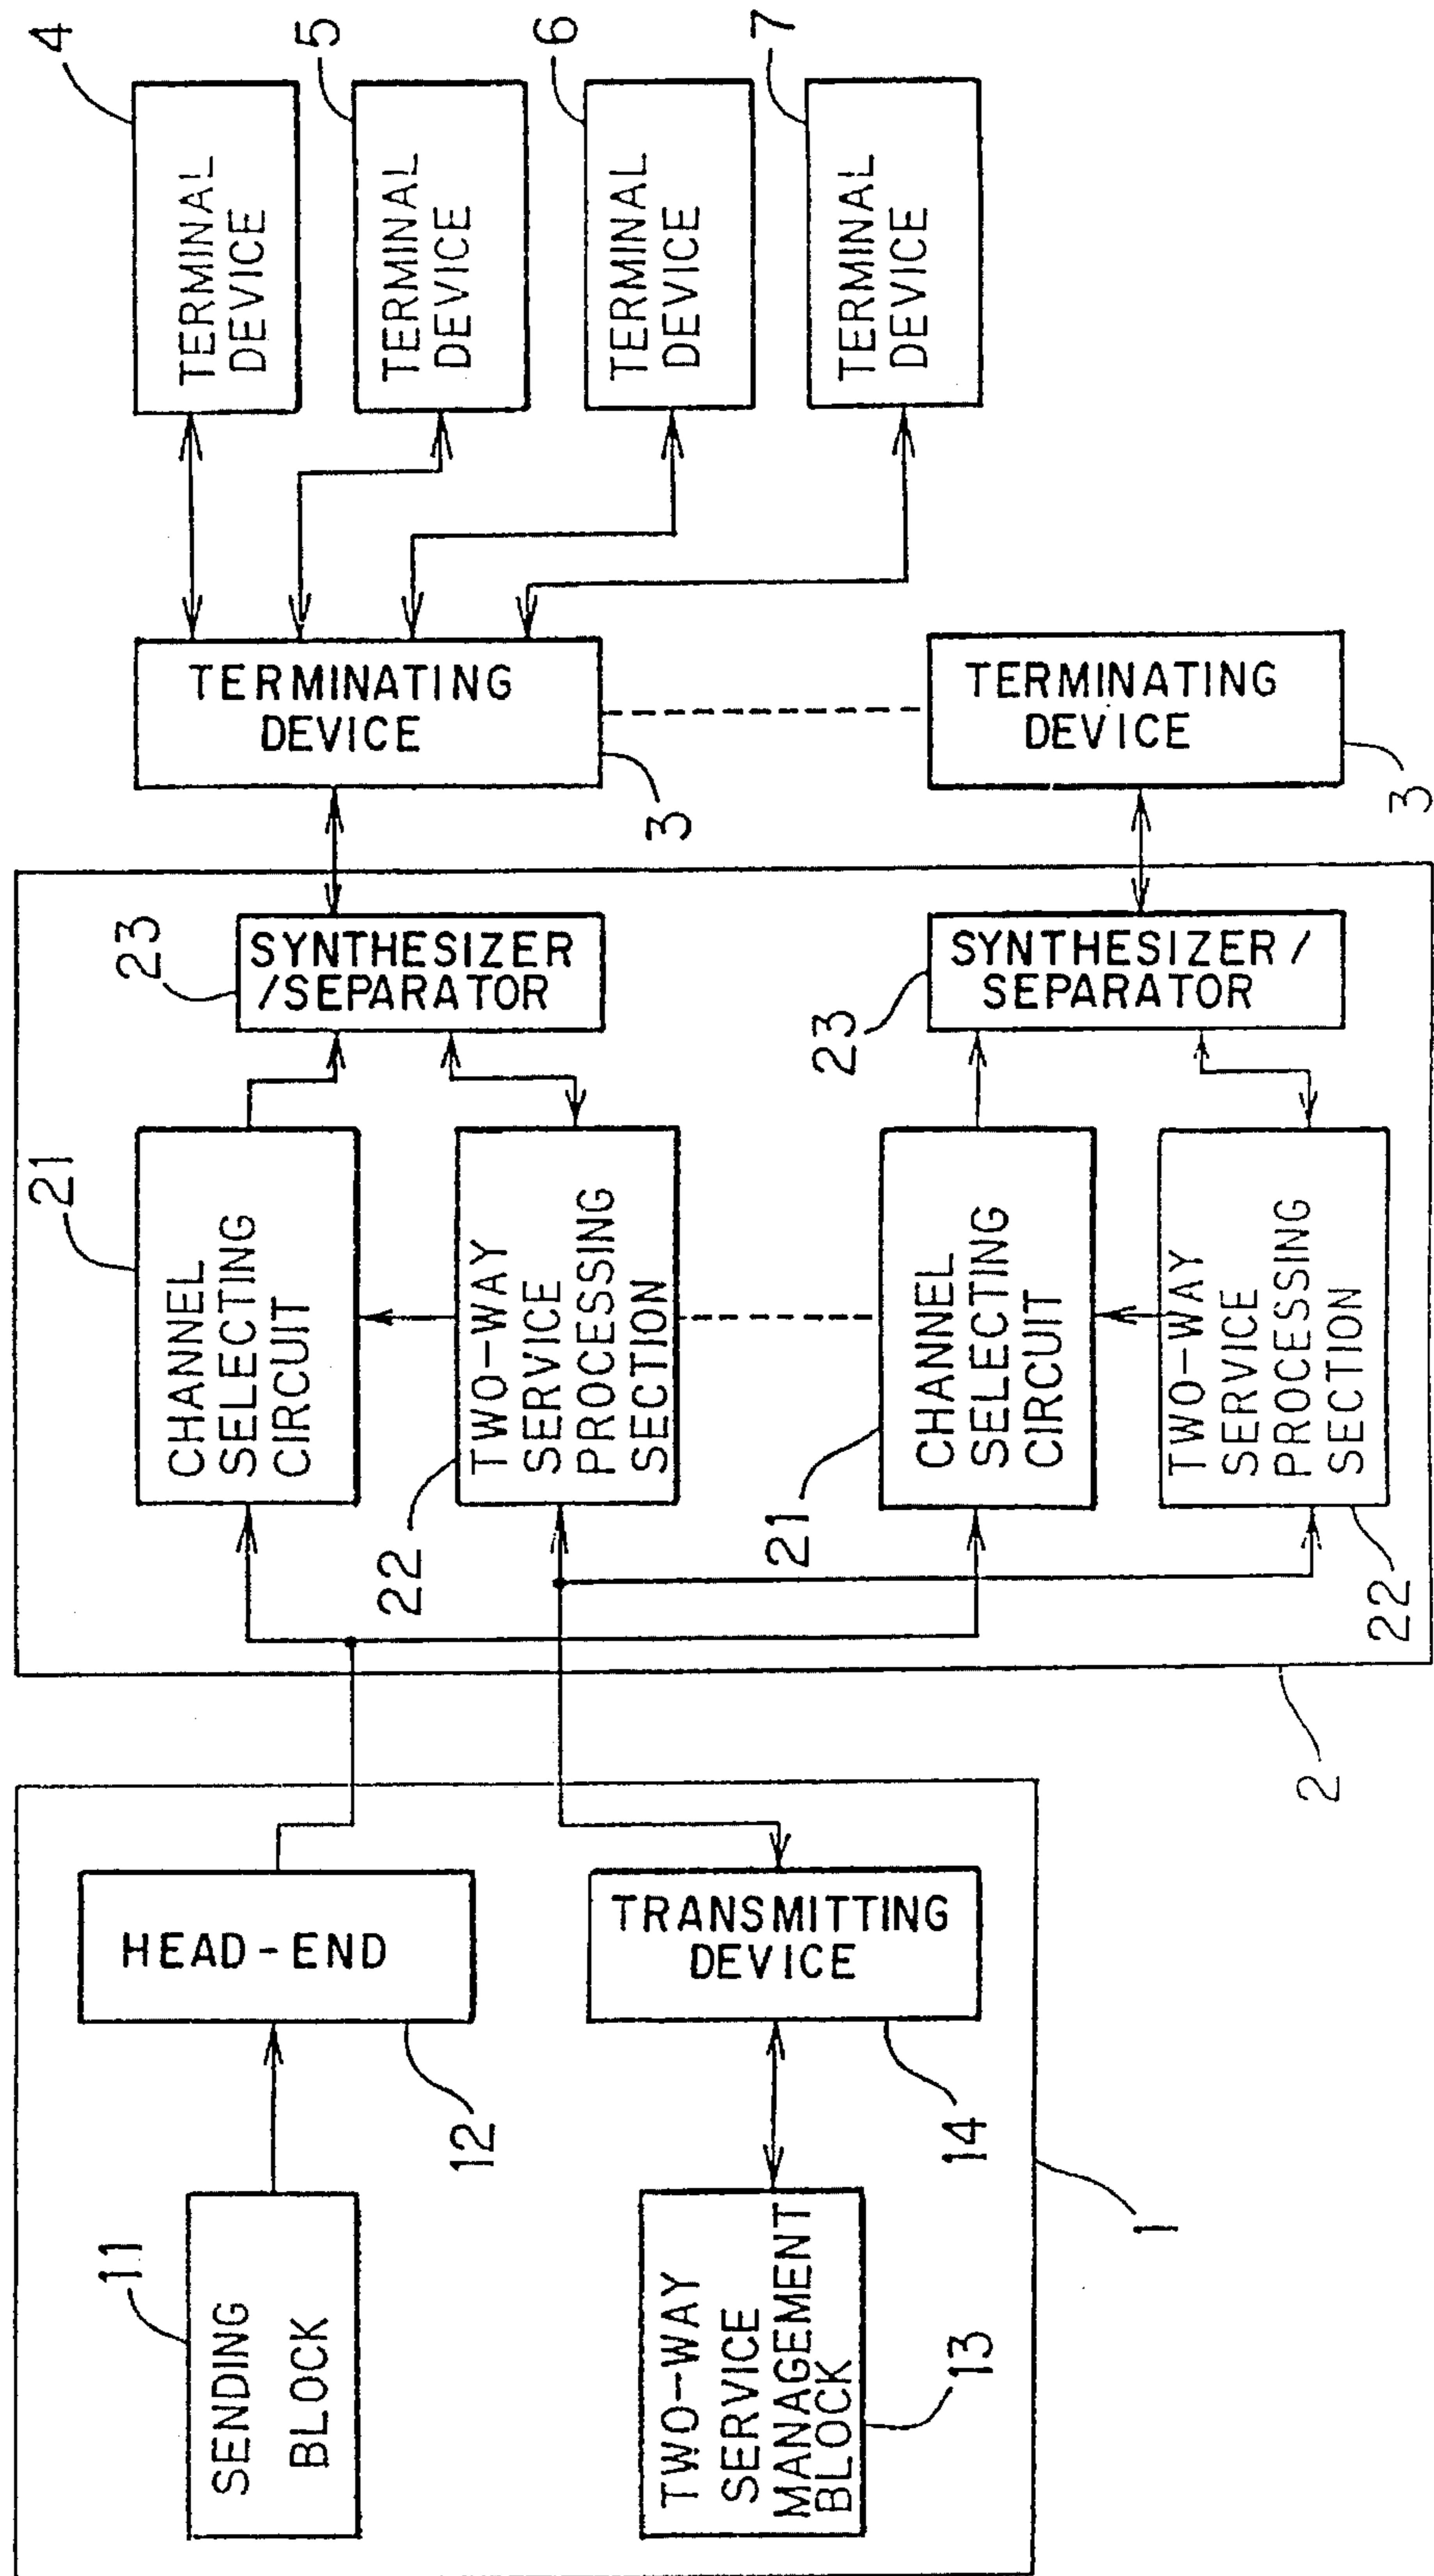 11
SENDING
BLOCK
12
HEAD-END
TWO-WAY
SERVICE
MANAGEMENT
BLOCK
13
TRANSMITTING
DEVICE
14
1
21
CHANNEL
SELECTING
CIRCUIT
22
TWO-WAY
SERVICE
PROCESSING
SECTION
23
SYNTHESIZER
/SEPARATOR
21
CHANNEL
SELECTING
CIRCUIT
TWO-WAY
SERVICE
PROCESSING
SECTION
22
23
SYNTHESIZER/
SEPARATOR
2
TERMINATING
DEVICE
3
TERMINATING
DEVICE
3
4
TERMINAL
DEVICE
5
TERMINAL
DEVICE
6
TERMINAL
DEVICE
7
TERMINAL
DEVICE